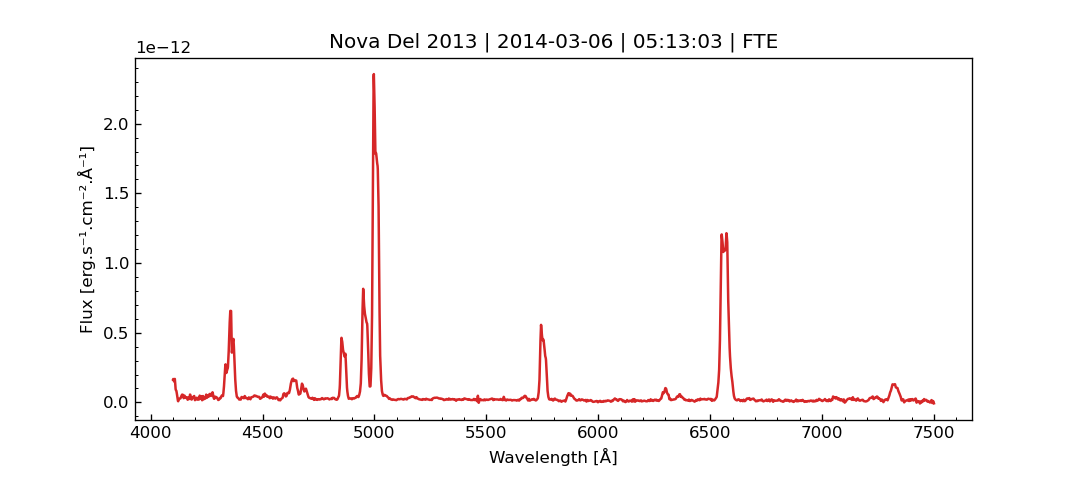 Nova Del 2013 | 2014-03-06 | 05:13:03 | FTE
1e−12
2.0
1.5
1.0
0.5
0.0
Flux [erg.s⁻¹.cm⁻².Å⁻¹]
4000 4500 5000 5500 6000 6500 7000 7500
Wavelength [Å]